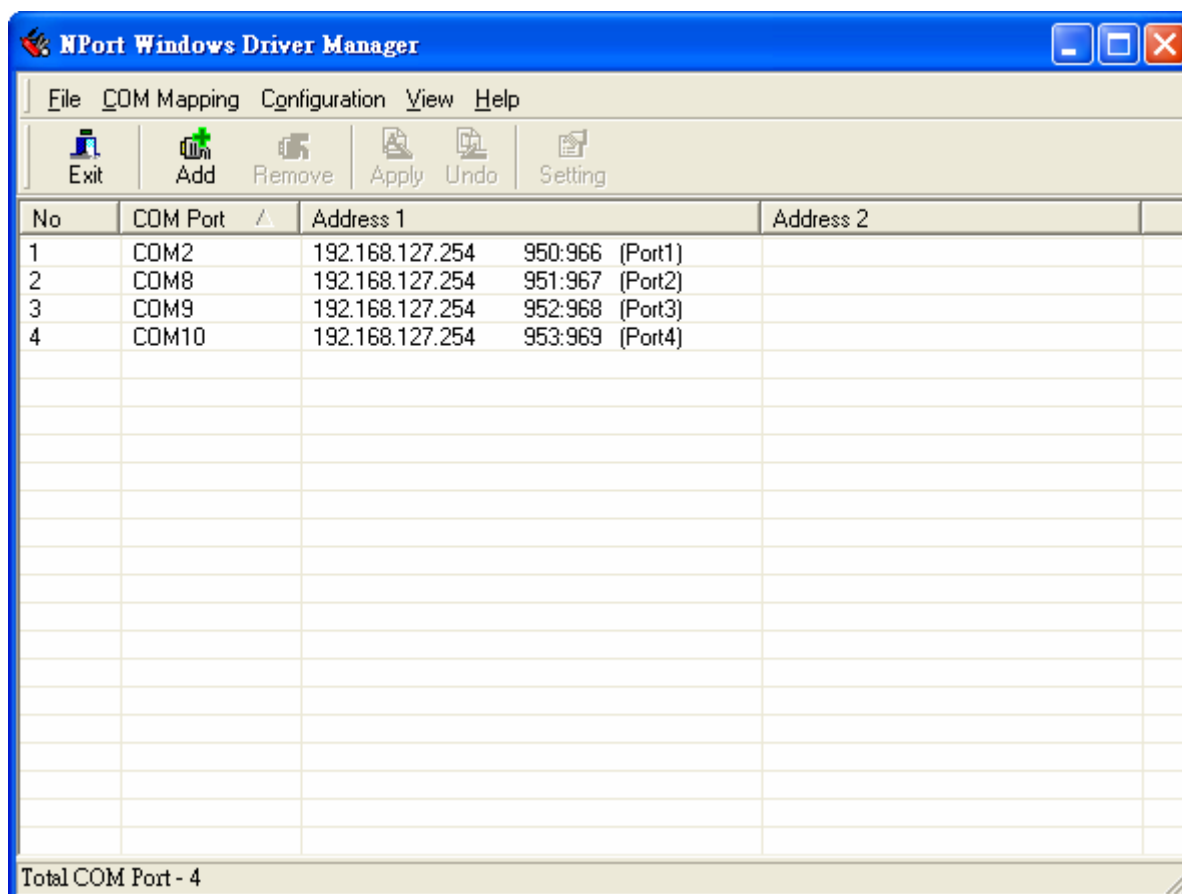 NPort Windows Driver Manager
File COM Mapping Configuration View Help
Exit Add Remove Apply Undo Setting
No COM Port Address 1 Address 2
1 COM2 192.168.127.254 950:966 (Port1)
2 COM8 192.168.127.254 951:967 (Port2)
3 COM9 192.168.127.254 952:968 (Port3)
4 COM10 192.168.127.254 953:969 (Port4)
Total COM Port - 4